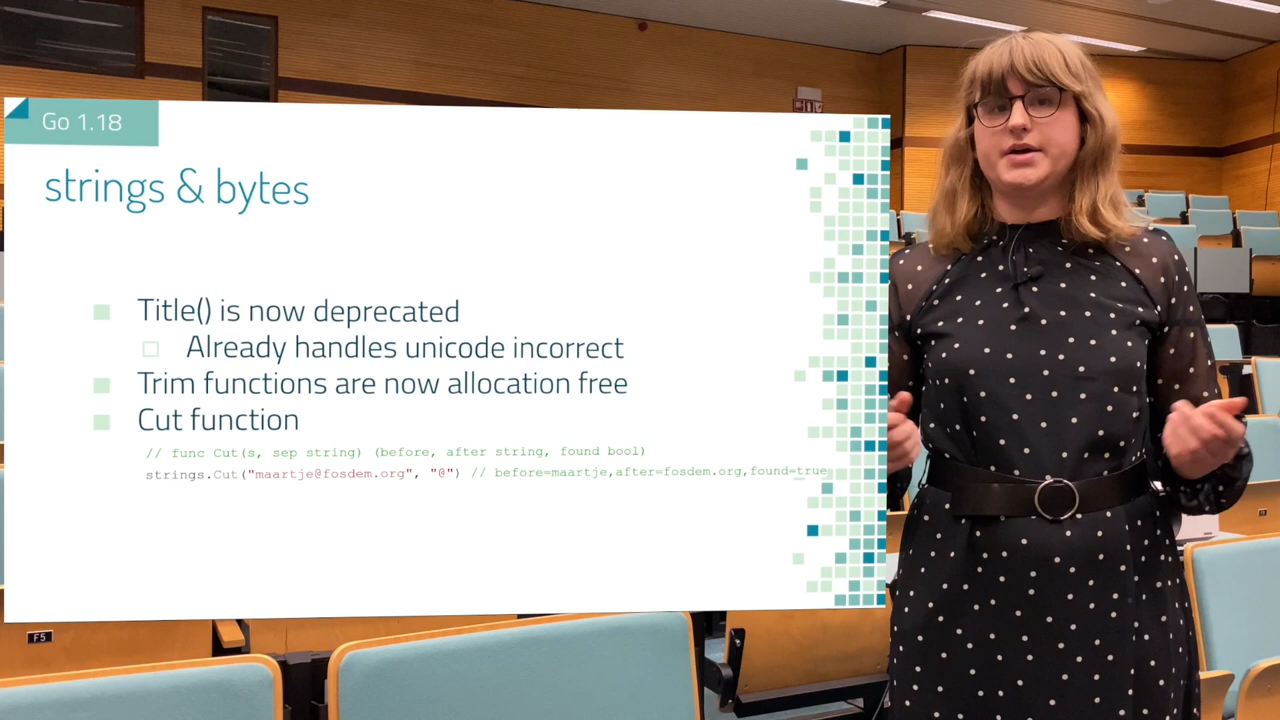 Go 1.18
strings & bytes
Title() is now deprecated
Already handles unicode incorrect
Trim functions are now allocation free
Cut function
// func Cut(s, sep string) (before, after string, found bool)
strings.Cut("maartje@fosdem.org", "@") // before=maartje,after=fosdem.org,found=true
F5